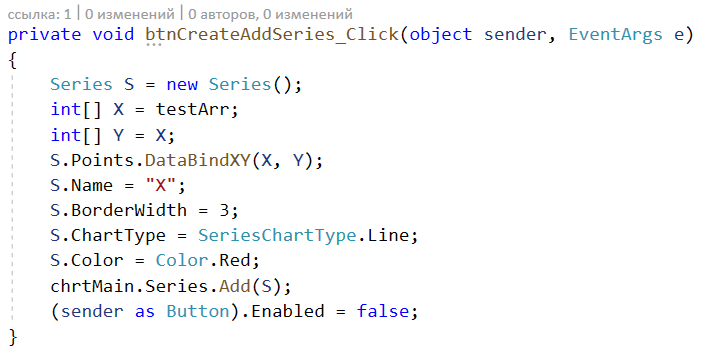 ссылка: 1 | 0 изменений | 0 авторов, 0 изменений
private void btnCreateAddSeries_Click(object sender, EventArgs e)
{
    Series S = new Series();
    int[] X = testArr;
    int[] Y = X;
    S.Points.DataBindXY(X, Y);
    S.Name = "X";
    S.BorderWidth = 3;
    S.ChartType = SeriesChartType.Line;
    S.Color = Color.Red;
    chrtMain.Series.Add(S);
    (sender as Button).Enabled = false;
}